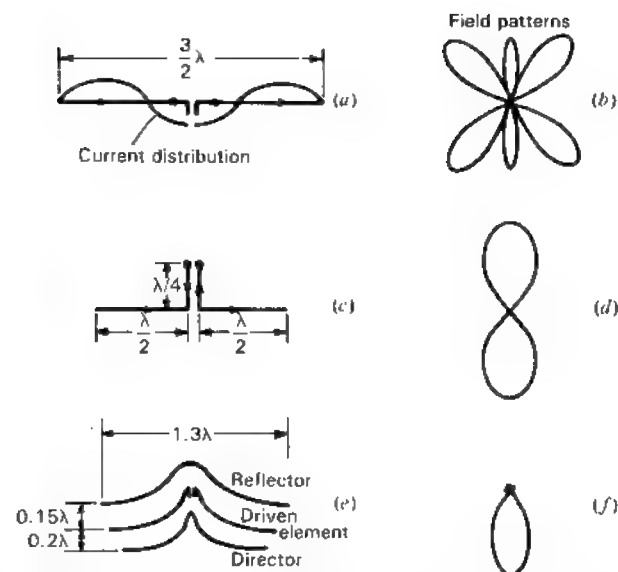 Field patterns
3/2 λ
(a)
(b)
Current distribution
λ/4
(c)
(d)
λ/2
λ/2
1.3λ
Reflector
(e)
(f)
0.15λ
Driven
element
0.2λ
Director